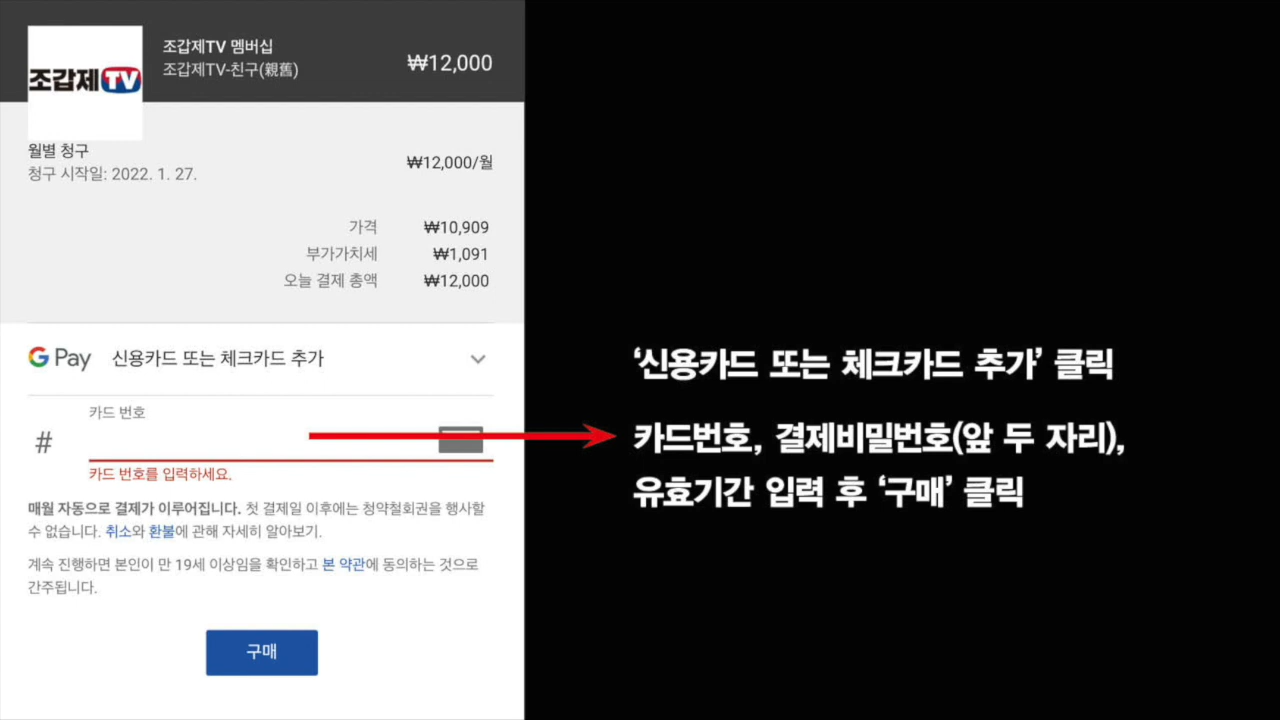 조갑제TV
조갑제TV 멤버십
조갑제TV-친구(親舊)
₩12,000
월별 청구
청구 시작일: 2022. 1. 27.
₩12,000/월
가격 ₩10,909
부가가치세 ₩1,091
오늘 결제 총액 ₩12,000
G Pay 신용카드 또는 체크카드 추가
카드 번호
#
카드 번호를 입력하세요.
매월 자동으로 결제가 이루어집니다. 첫 결제일 이후에는 청약철회권을 행사할
수 없습니다. 취소와 환불에 관해 자세히 알아보기.
계속 진행하면 본인이 만 19세 이상임을 확인하고 본 약관에 동의하는 것으로
간주됩니다.
구매
‘신용카드 또는 체크카드 추가’ 클릭
카드번호, 결제비밀번호(앞 두 자리),
유효기간 입력 후 ‘구매’ 클릭